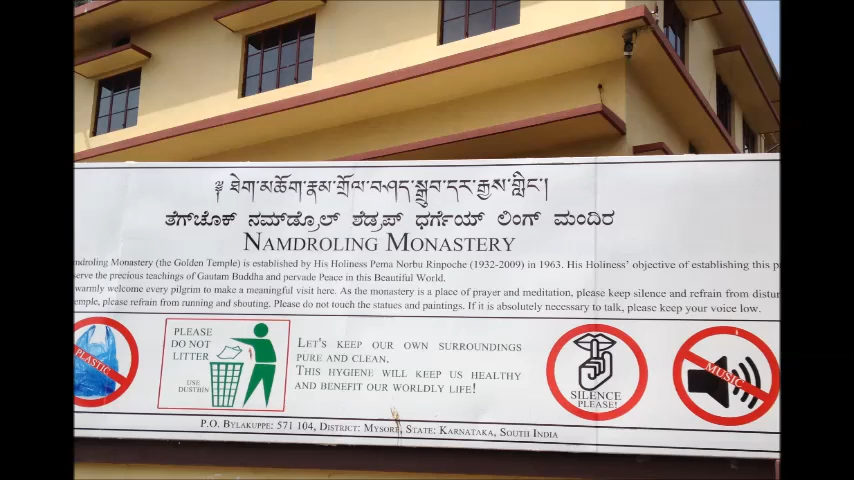 ༈ ཐེག་མཆོག་རྣམ་གྲོལ་བཤད་སྒྲུབ་དར་རྒྱས་གླིང་།
ತೆಗ್‌ಚೊಕ್ ನಮ್‌ಡ್ರೊಲ್ ಶೆಡ್ರಪ್ ಧರ್ಗೆಯ್ ಲಿಂಗ್ ಮಂದಿರ
NAMDROLING MONASTERY
ndroling Monastery (the Golden Temple) is established by His Holiness Pema Norbu Rinpoche (1932-2009) in 1963. His Holiness' objective of establishing this p
erve the precious teachings of Gautam Buddha and pervade Peace in this Beautiful World.
warmly welcome every pilgrim to make a meaningful visit here. As the monastery is a place of prayer and meditation, please keep silence and refrain from distur
emple, please refrain from running and shouting. Please do not touch the statues and paintings. If it is absolutely necessary to talk, please keep your voice low.
PLASTIC
PLEASE
DO NOT
LITTER
USE
DUSTBIN
LET'S KEEP OUR OWN SURROUNDINGS
PURE AND CLEAN.
THIS HYGIENE WILL KEEP US HEALTHY
AND BENEFIT OUR WORLDLY LIFE!
SILENCE
PLEASE!
MUSIC
P.O. BYLAKUPPE: 571 104, DISTRICT: MYSORE, STATE: KARNATAKA, SOUTH INDIA